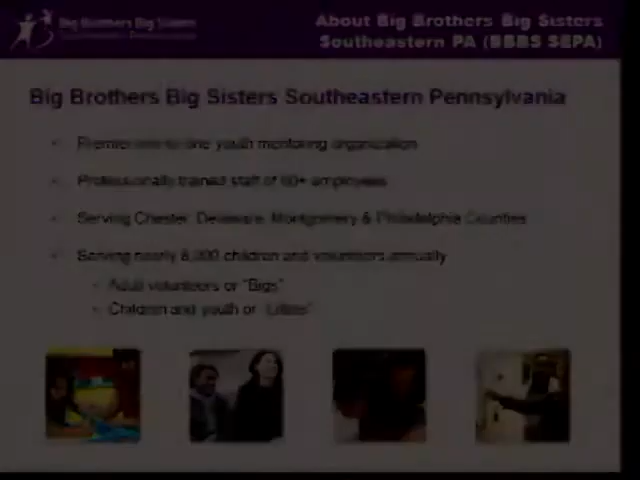 Big Brothers Big Sisters
About Big Brothers Big Sisters
Southeastern PA (BBBS SEPA)
Big Brothers Big Sisters Southeastern Pennsylvania
Premier one-to-one youth mentoring organization
Professionally trained staff of 60+ employees
Serving Chester, Delaware, Montgomery & Philadelphia Counties
Serving nearly 8,000 children and volunteers annually
Adult volunteers or "Bigs"
Children and youth or "Littles"